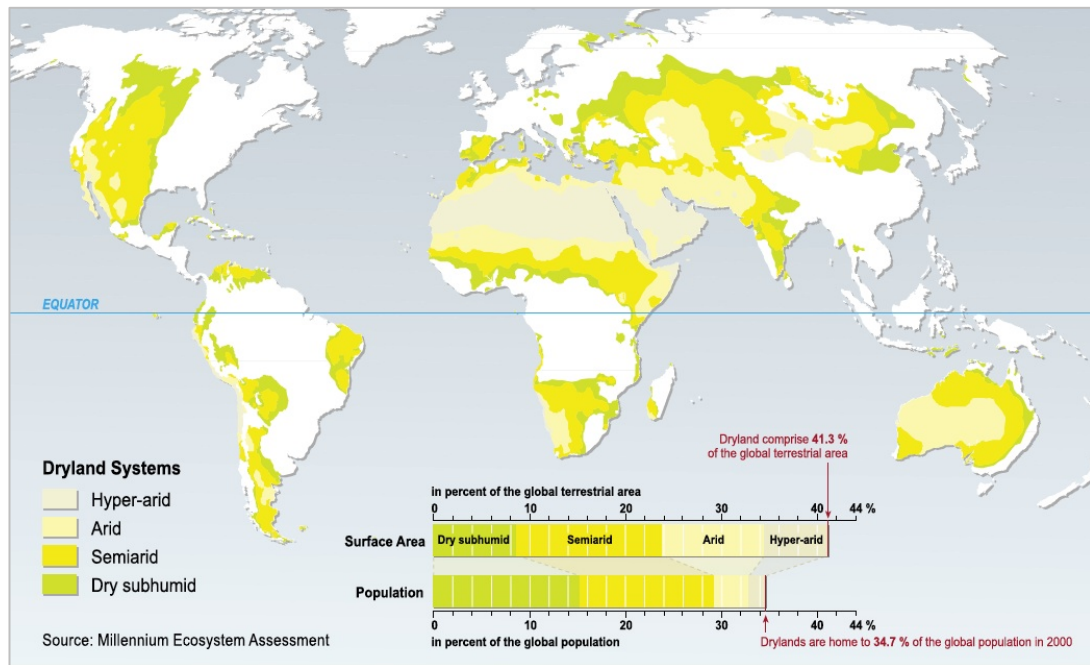 EQUATOR
Dryland Systems
Hyper-arid
Arid
Semiarid
Dry subhumid
Source: Millennium Ecosystem Assessment
Dryland comprise 41.3 %
of the global terrestrial area
in percent of the global terrestrial area
0 10 20 30 40 44 %
Surface Area Dry subhumid Semiarid Arid Hyper-arid
Population
0 10 20 30 40 44 %
in percent of the global population
Drylands are home to 34.7 % of the global population in 2000